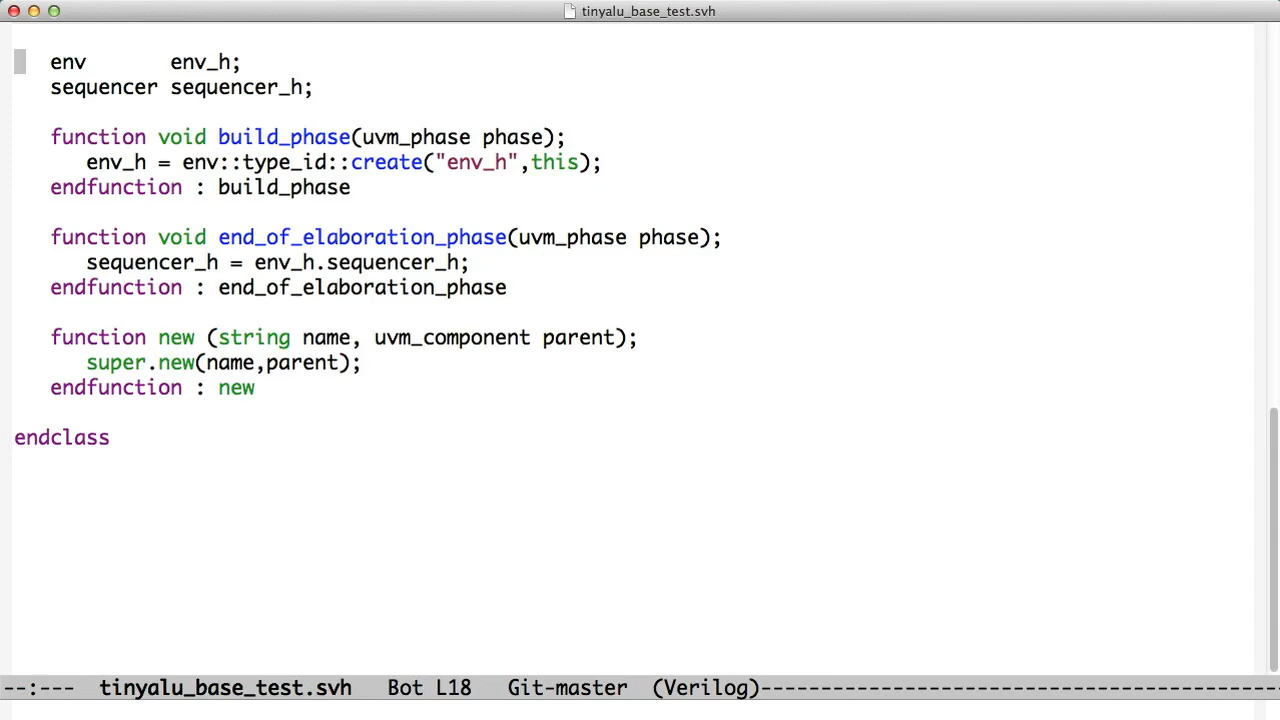 tinyalu_base_test.svh
env       env_h;
sequencer sequencer_h;
function void build_phase(uvm_phase phase);
env_h = env::type_id::create("env_h",this);
endfunction : build_phase
function void end_of_elaboration_phase(uvm_phase phase);
sequencer_h = env_h.sequencer_h;
endfunction : end_of_elaboration_phase
function new (string name, uvm_component parent);
super.new(name,parent);
endfunction : new
endclass
--:---  tinyalu_base_test.svh   Bot L18   Git-master  (Verilog)--------------------------------------------